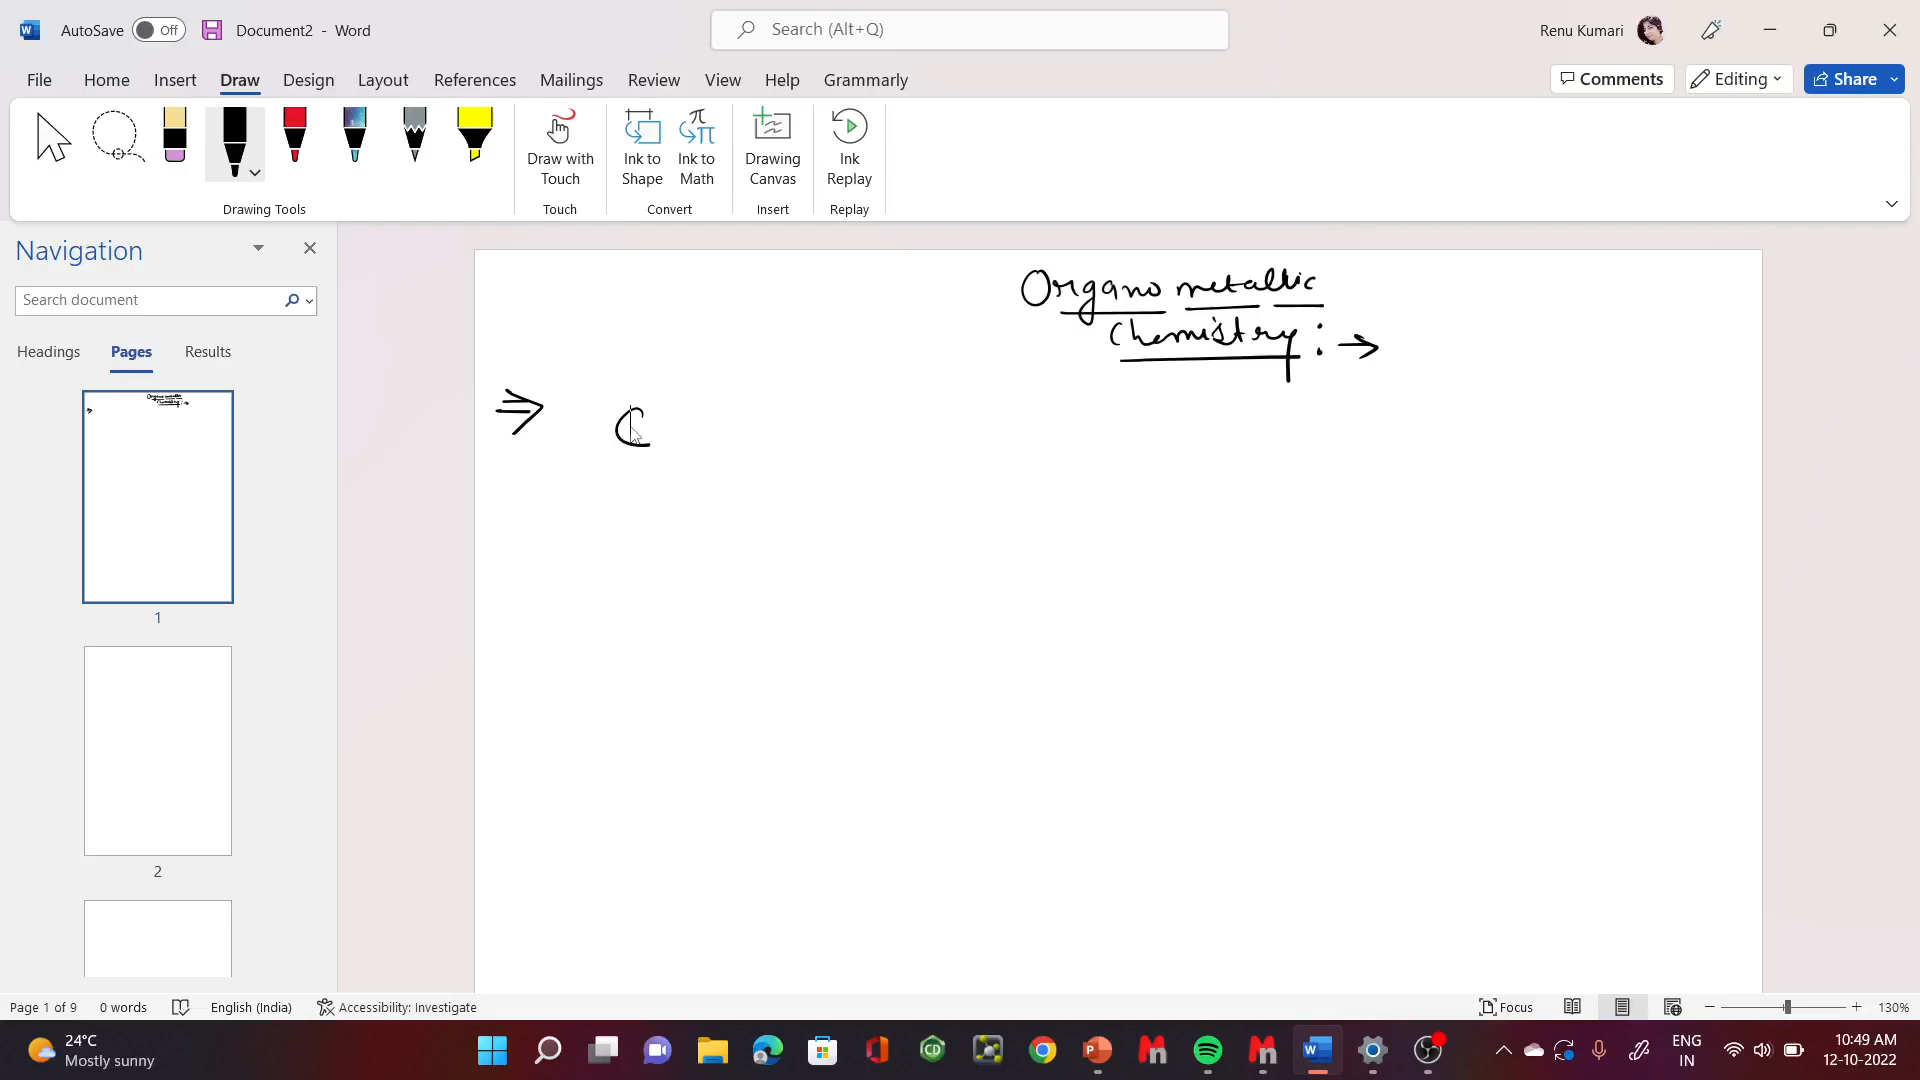 AutoSave Off Document2 - Word
Search (Alt+Q)
Renu Kumari
File Home Insert Draw Design Layout References Mailings Review View Help Grammarly
Comments Editing Share
Draw with Touch
Ink to Shape
Ink to Math
Drawing Canvas
Ink Replay
Drawing Tools Touch Convert Insert Replay
Navigation
Search document
Headings Pages Results
Organo metallic
Chemistry : →
⇒ C
1
2
Page 1 of 9 0 words English (India) Accessibility: Investigate
Focus 130%
24°C
Mostly sunny
ENG
IN
10:49 AM
12-10-2022